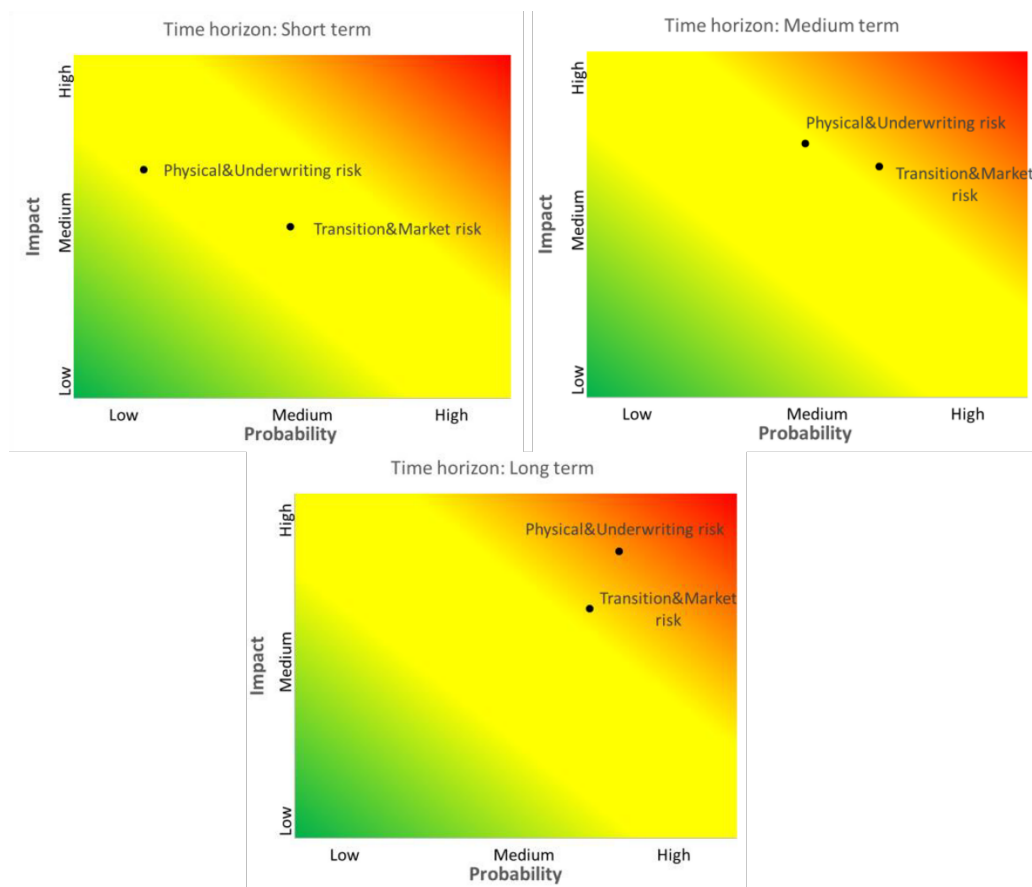 Time horizon: Short term
High
Medium
Low
Impact
Physical&Underwriting risk
Transition&Market risk
Low
Medium
High
Probability
Time horizon: Medium term
High
Medium
Low
Impact
Physical&Underwriting risk
Transition&Market
risk
Low
Medium
High
Probability
Time horizon: Long term
High
Medium
Low
Impact
Physical&Underwriting risk
Transition&Market
risk
Low
Medium
High
Probability